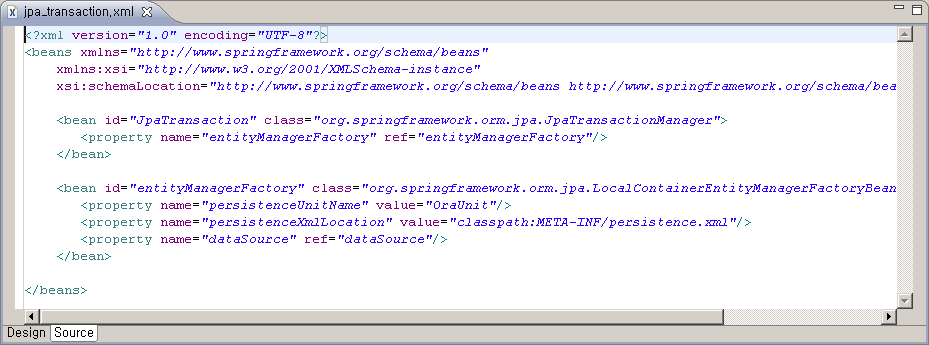 jpa_transaction.xml
<?xml version="1.0" encoding="UTF-8"?>
<beans xmlns="http://www.springframework.org/schema/beans"
xmlns:xsi="http://www.w3.org/2001/XMLSchema-instance"
xsi:schemaLocation="http://www.springframework.org/schema/beans http://www.springframework.org/schema/bea
<bean id="JpaTransaction" class="org.springframework.orm.jpa.JpaTransactionManager">
<property name="entityManagerFactory" ref="entityManagerFactory"/>
</bean>
<bean id="entityManagerFactory" class="org.springframework.orm.jpa.LocalContainerEntityManagerFactoryBean
<property name="persistenceUnitName" value="OraUnit"/>
<property name="persistenceXmlLocation" value="classpath:META-INF/persistence.xml"/>
<property name="dataSource" ref="dataSource"/>
</bean>
</beans>
Design Source